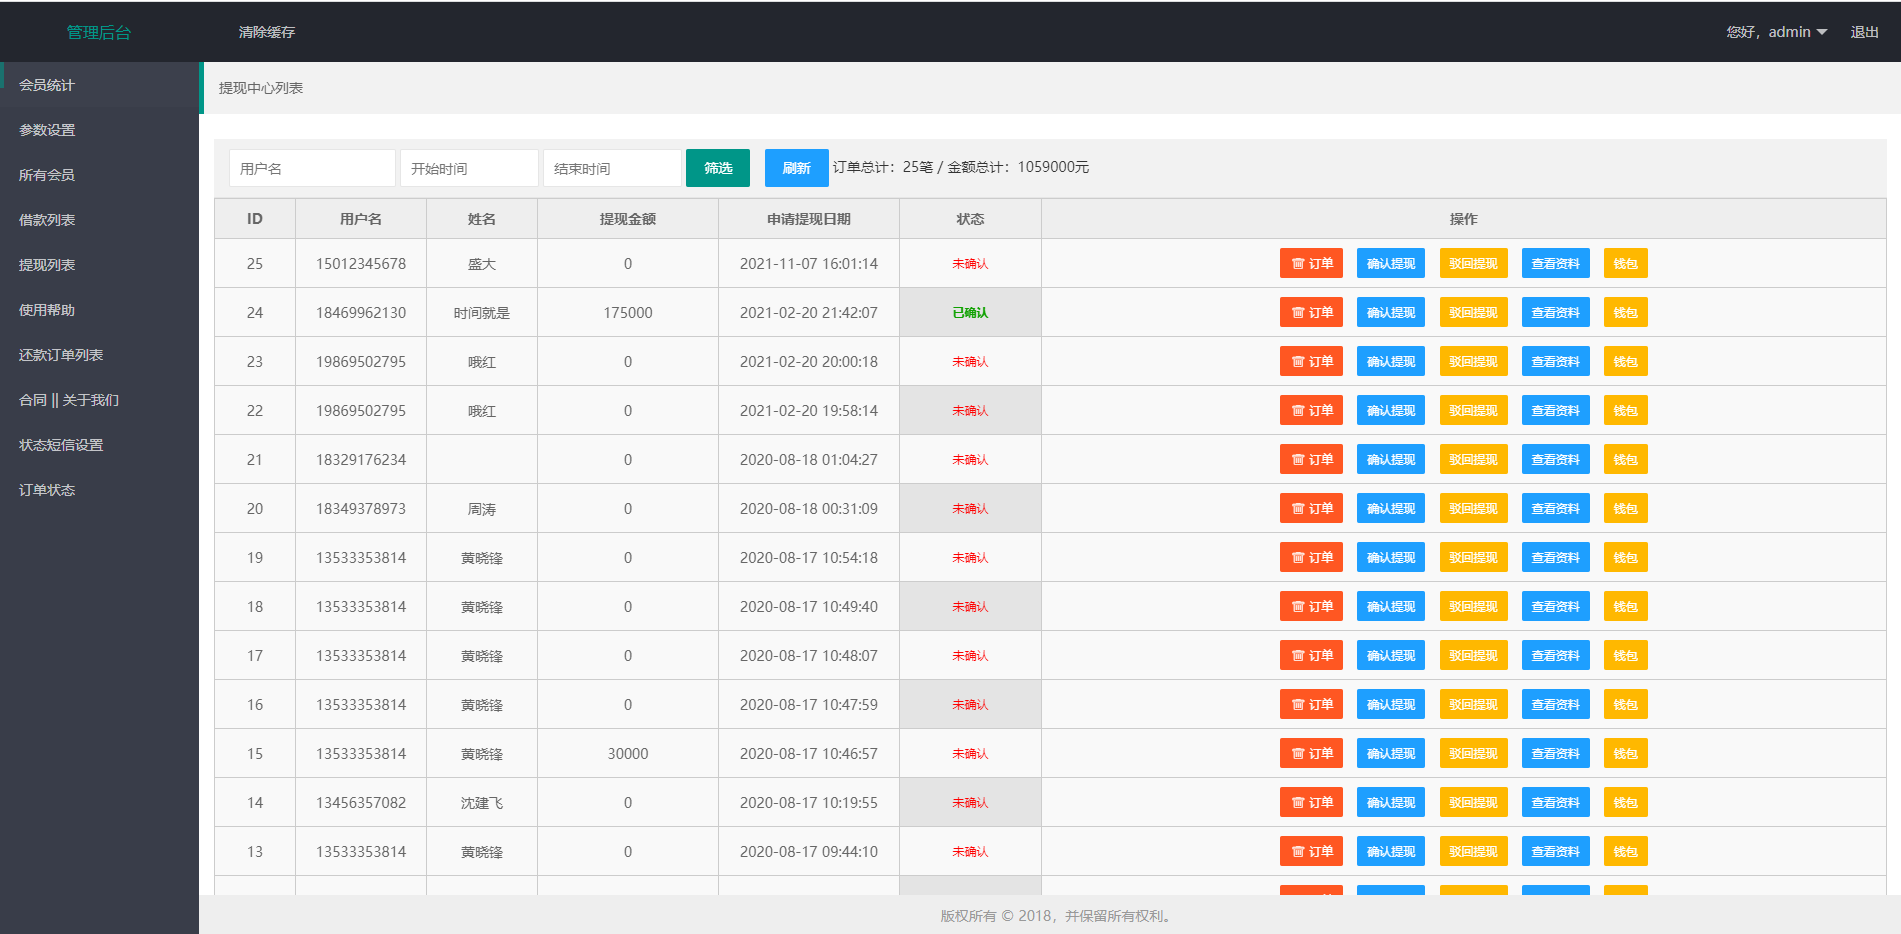 管理后台 清除缓存 您好，admin 退出
会员统计
参数设置
所有会员
借款列表
提现列表
使用帮助
还款订单列表
合同 || 关于我们
状态短信设置
订单状态
提现中心列表
用户名 开始时间 结束时间 筛选 刷新 订单总计：25笔 / 金额总计：1059000元
ID 用户名 姓名 提现金额 申请提现日期 状态 操作
25 15012345678 盛大 0 2021-11-07 16:01:14 未确认 订单 确认提现 驳回提现 查看资料 钱包
24 18469962130 时间就是 175000 2021-02-20 21:42:07 已确认 订单 确认提现 驳回提现 查看资料 钱包
23 19869502795 哦红 0 2021-02-20 20:00:18 未确认 订单 确认提现 驳回提现 查看资料 钱包
22 19869502795 哦红 0 2021-02-20 19:58:14 未确认 订单 确认提现 驳回提现 查看资料 钱包
21 18329176234 0 2020-08-18 01:04:27 未确认 订单 确认提现 驳回提现 查看资料 钱包
20 18349378973 周涛 0 2020-08-18 00:31:09 未确认 订单 确认提现 驳回提现 查看资料 钱包
19 13533353814 黄晓锋 0 2020-08-17 10:54:18 未确认 订单 确认提现 驳回提现 查看资料 钱包
18 13533353814 黄晓锋 0 2020-08-17 10:49:40 未确认 订单 确认提现 驳回提现 查看资料 钱包
17 13533353814 黄晓锋 0 2020-08-17 10:48:07 未确认 订单 确认提现 驳回提现 查看资料 钱包
16 13533353814 黄晓锋 0 2020-08-17 10:47:59 未确认 订单 确认提现 驳回提现 查看资料 钱包
15 13533353814 黄晓锋 30000 2020-08-17 10:46:57 未确认 订单 确认提现 驳回提现 查看资料 钱包
14 13456357082 沈建飞 0 2020-08-17 10:19:55 未确认 订单 确认提现 驳回提现 查看资料 钱包
13 13533353814 黄晓锋 0 2020-08-17 09:44:10 未确认 订单 确认提现 驳回提现 查看资料 钱包
版权所有 © 2018，并保留所有权利。